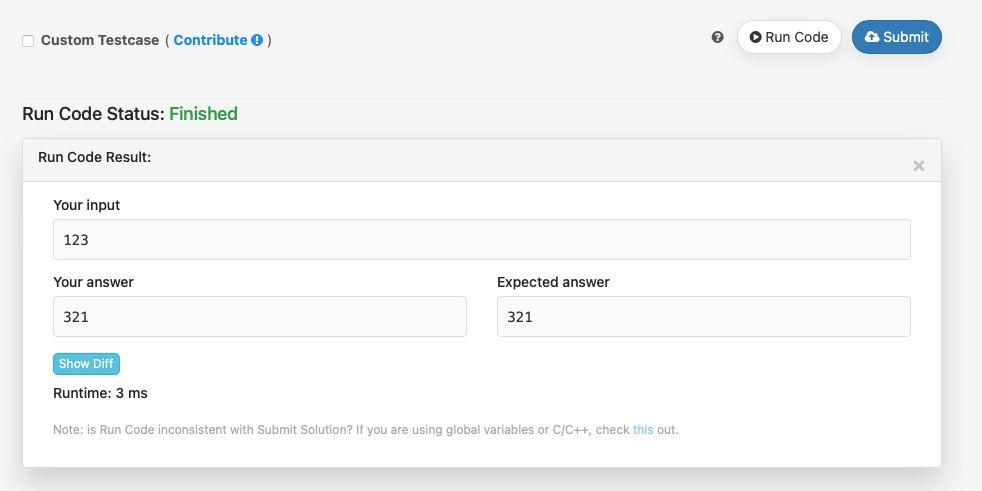 Custom Testcase ( Contribute )
Run Code
Submit
Run Code Status: Finished
Run Code Result:
Your input
123
Your answer
Expected answer
321
321
Show Diff
Runtime: 3 ms
Note: is Run Code inconsistent with Submit Solution? If you are using global variables or C/C++, check this out.